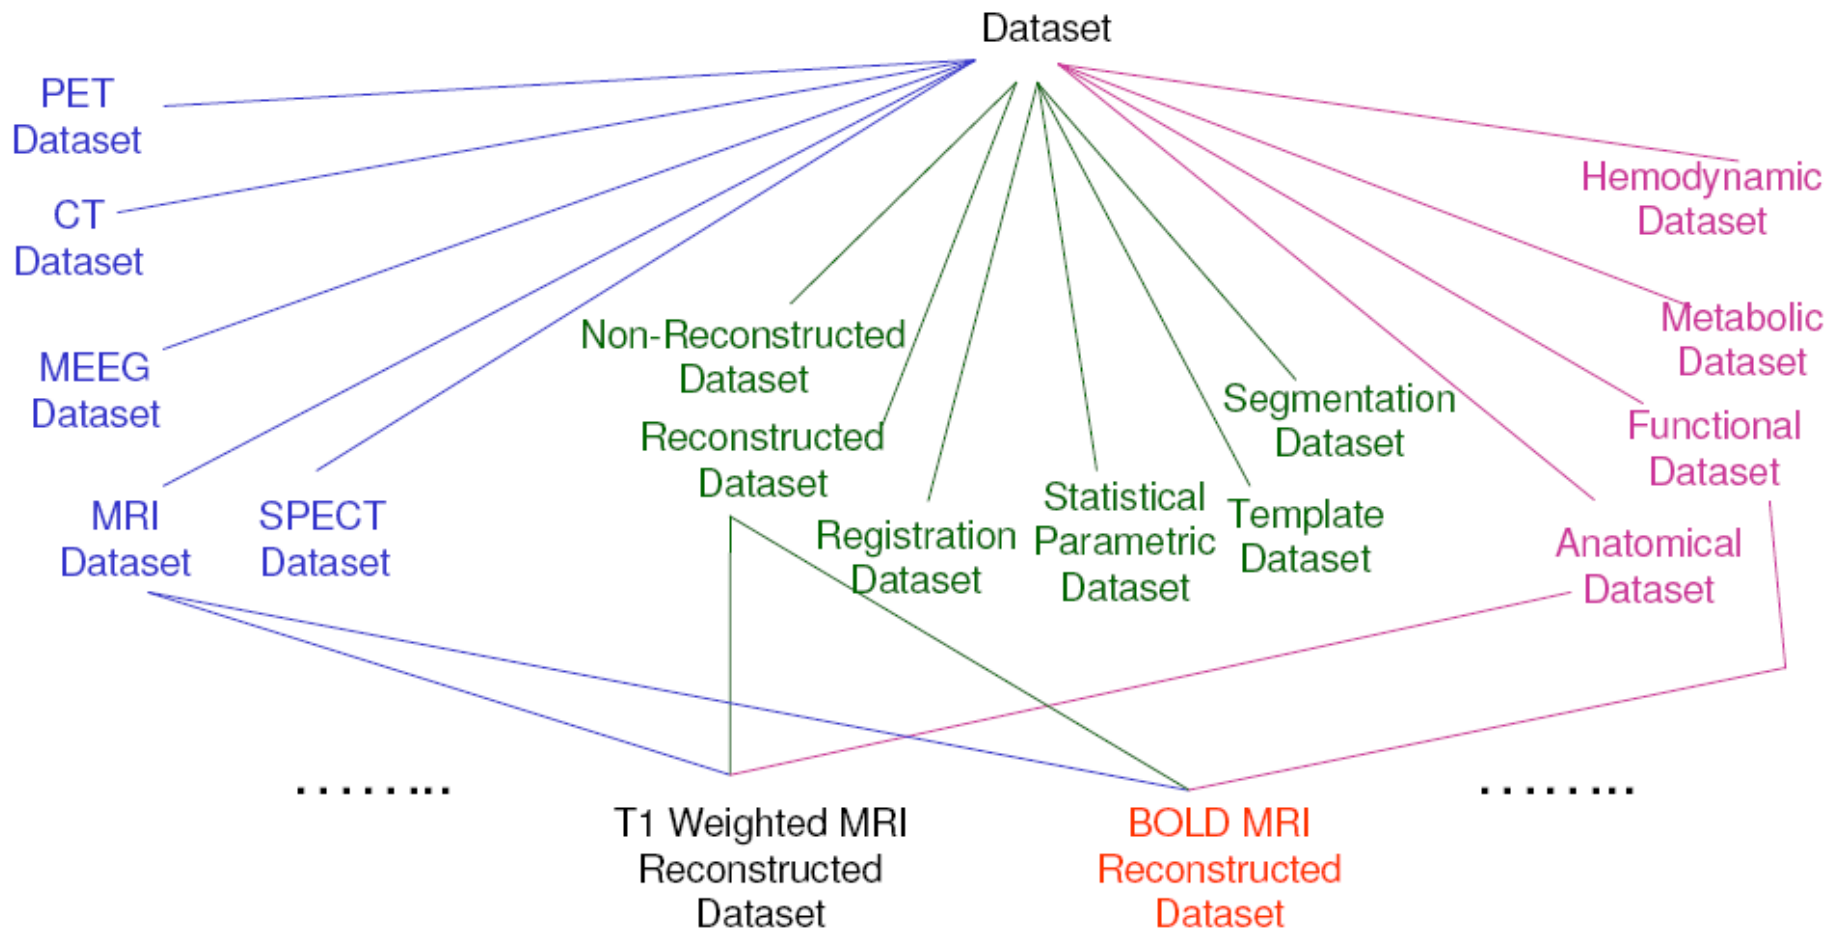 Dataset
PET
Dataset
CT
Dataset
MEEG
Dataset
MRI
Dataset
SPECT
Dataset
Non-Reconstructed
Dataset
Reconstructed
Dataset
Registration
Dataset
Statistical
Parametric
Dataset
Template
Dataset
Segmentation
Dataset
Hemodynamic
Dataset
Metabolic
Dataset
Functional
Dataset
Anatomical
Dataset
........
T1 Weighted MRI
Reconstructed
Dataset
BOLD MRI
Reconstructed
Dataset
........